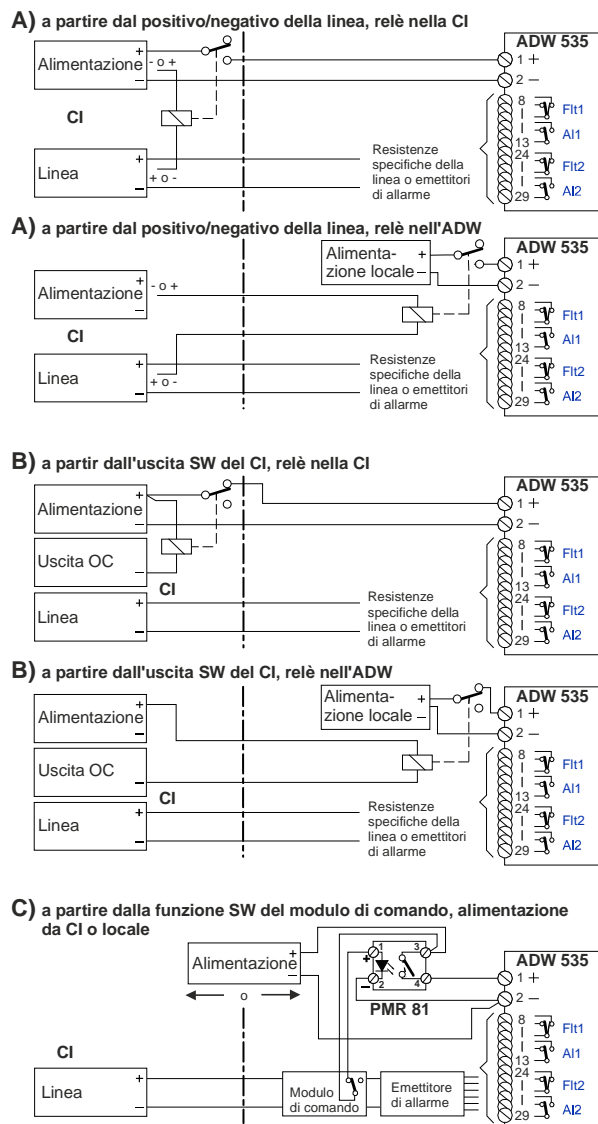 A) a partire dal positivo/negativo della linea, relè nella CI
ADW 535
Alimentazione
+
- o +
–
1 +
2 –
CI
8
Flt1
Al1
13
24
Flt2
Al2
29
Linea
+
–
+ o -
Resistenze
specifiche della
linea o emettitori
di allarme
A) a partire dal positivo/negativo della linea, relè nell'ADW
ADW 535
Alimenta-
zione locale
+
–
1 +
2 –
Alimentazione
- o +
–
CI
8
Flt1
Al1
13
24
Flt2
Al2
29
Linea
+
–
+ o -
Resistenze
specifiche della
linea o emettitori
di allarme
B) a partir dall'uscita SW del CI, relè nella CI
ADW 535
Alimentazione
+
–
1 +
2 –
Uscita OC
–
CI
8
Flt1
Al1
13
24
Flt2
Al2
29
Linea
+
–
Resistenze
specifiche della
linea o emettitori
di allarme
B) a partire dall'uscita SW del CI, relè nell'ADW
ADW 535
Alimenta-
zione locale
+
–
1 +
2 –
Alimentazione
+
–
Uscita OC
–
CI
8
Flt1
Al1
13
24
Flt2
Al2
29
Linea
+
–
Resistenze
specifiche della
linea o emettitori
di allarme
C) a partire dalla funzione SW del modulo di comando, alimentazione
da CI o locale
Alimentazione
+
–
o
1
3
+
2
4
–
PMR 81
ADW 535
1 +
2 –
8
Flt1
Al1
13
24
Flt2
Al2
29
CI
Linea
+
–
Modulo
di comando
Emettitore
di allarme